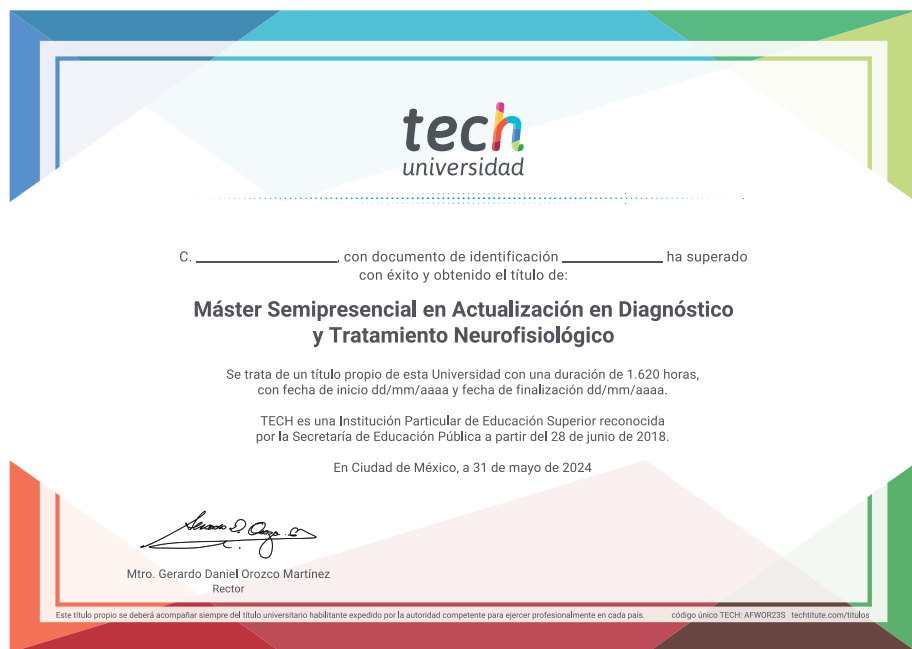 tech
universidad
C. ____________________, con documento de identificación ______________ ha superado
con éxito y obtenido el título de:
Máster Semipresencial en Actualización en Diagnóstico
y Tratamiento Neurofisiológico
Se trata de un título propio de esta Universidad con una duración de 1.620 horas,
con fecha de inicio dd/mm/aaaa y fecha de finalización dd/mm/aaaa.
TECH es una Institución Particular de Educación Superior reconocida
por la Secretaría de Educación Pública a partir del 28 de junio de 2018.
En Ciudad de México, a 31 de mayo de 2024
Mtro. Gerardo Daniel Orozco Martínez
Rector
Este título propio se deberá acompañar siempre del título universitario habilitante expedido por la autoridad competente para ejercer profesionalmente en cada país. código único TECH: AFWOR23S techtitute.com/titulos